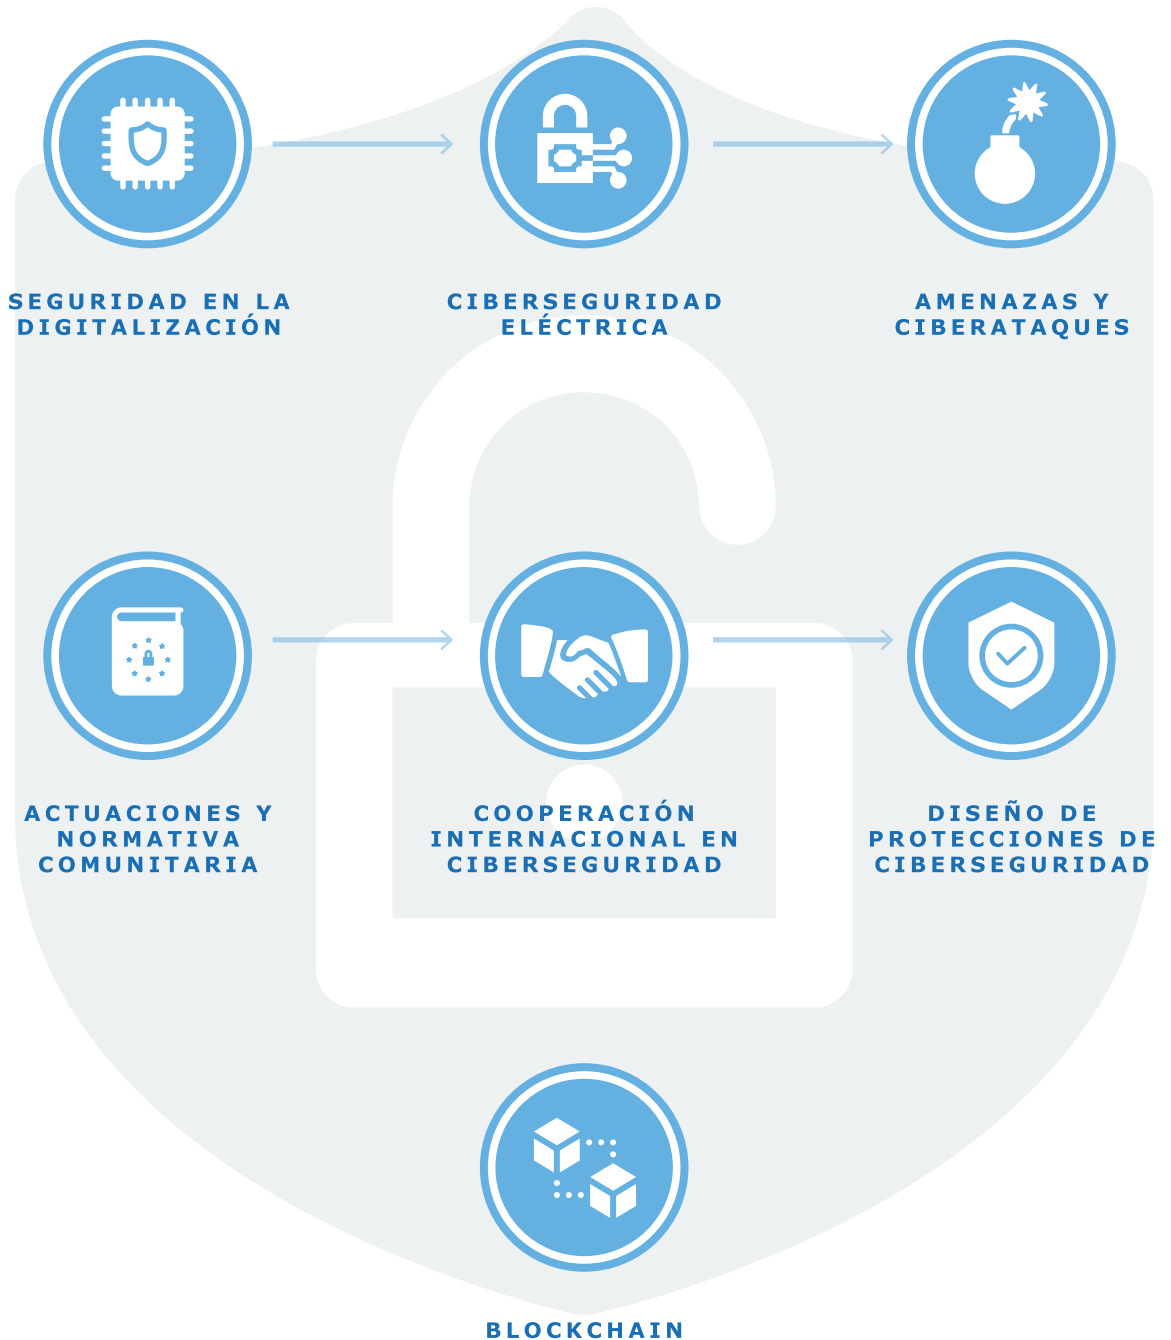 SEGURIDAD EN LA
DIGITALIZACIÓN
CIBERSEGURIDAD
ELÉCTRICA
AMENAZAS Y
CIBERATAQUES
ACTUACIONES Y
NORMATIVA
COMUNITARIA
COOPERACIÓN
INTERNACIONAL EN
CIBERSEGURIDAD
DISEÑO DE
PROTECCIONES DE
CIBERSEGURIDAD
BLOCKCHAIN